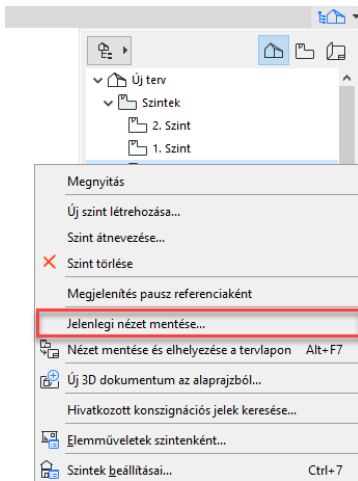 Új terv
Szintek
2. Szint
1. Szint
Megnyitás
Új szint létrehozása...
Szint átnevezése...
Szint törlése
Megjelenítés pausz referenciaként
Jelenlegi nézet mentése...
Nézet mentése és elhelyezése a tervlapon Alt+F7
Új 3D dokumentum az alaprajzból...
Hivatkozott konszignációs jelek keresése...
Elemműveletek szintenként...
Szintek beállításai... Ctrl+7